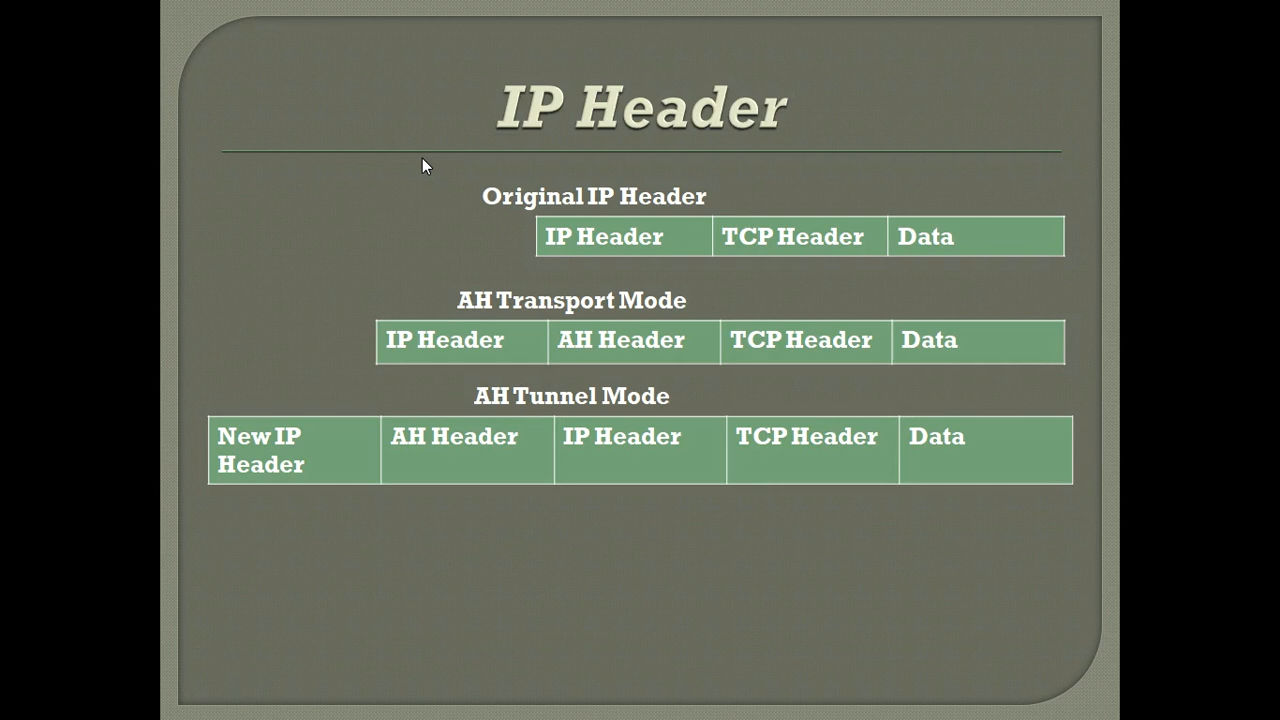 IP Header
Original IP Header
IP Header TCP Header Data
AH Transport Mode
IP Header AH Header TCP Header Data
AH Tunnel Mode
New IP Header AH Header IP Header TCP Header Data